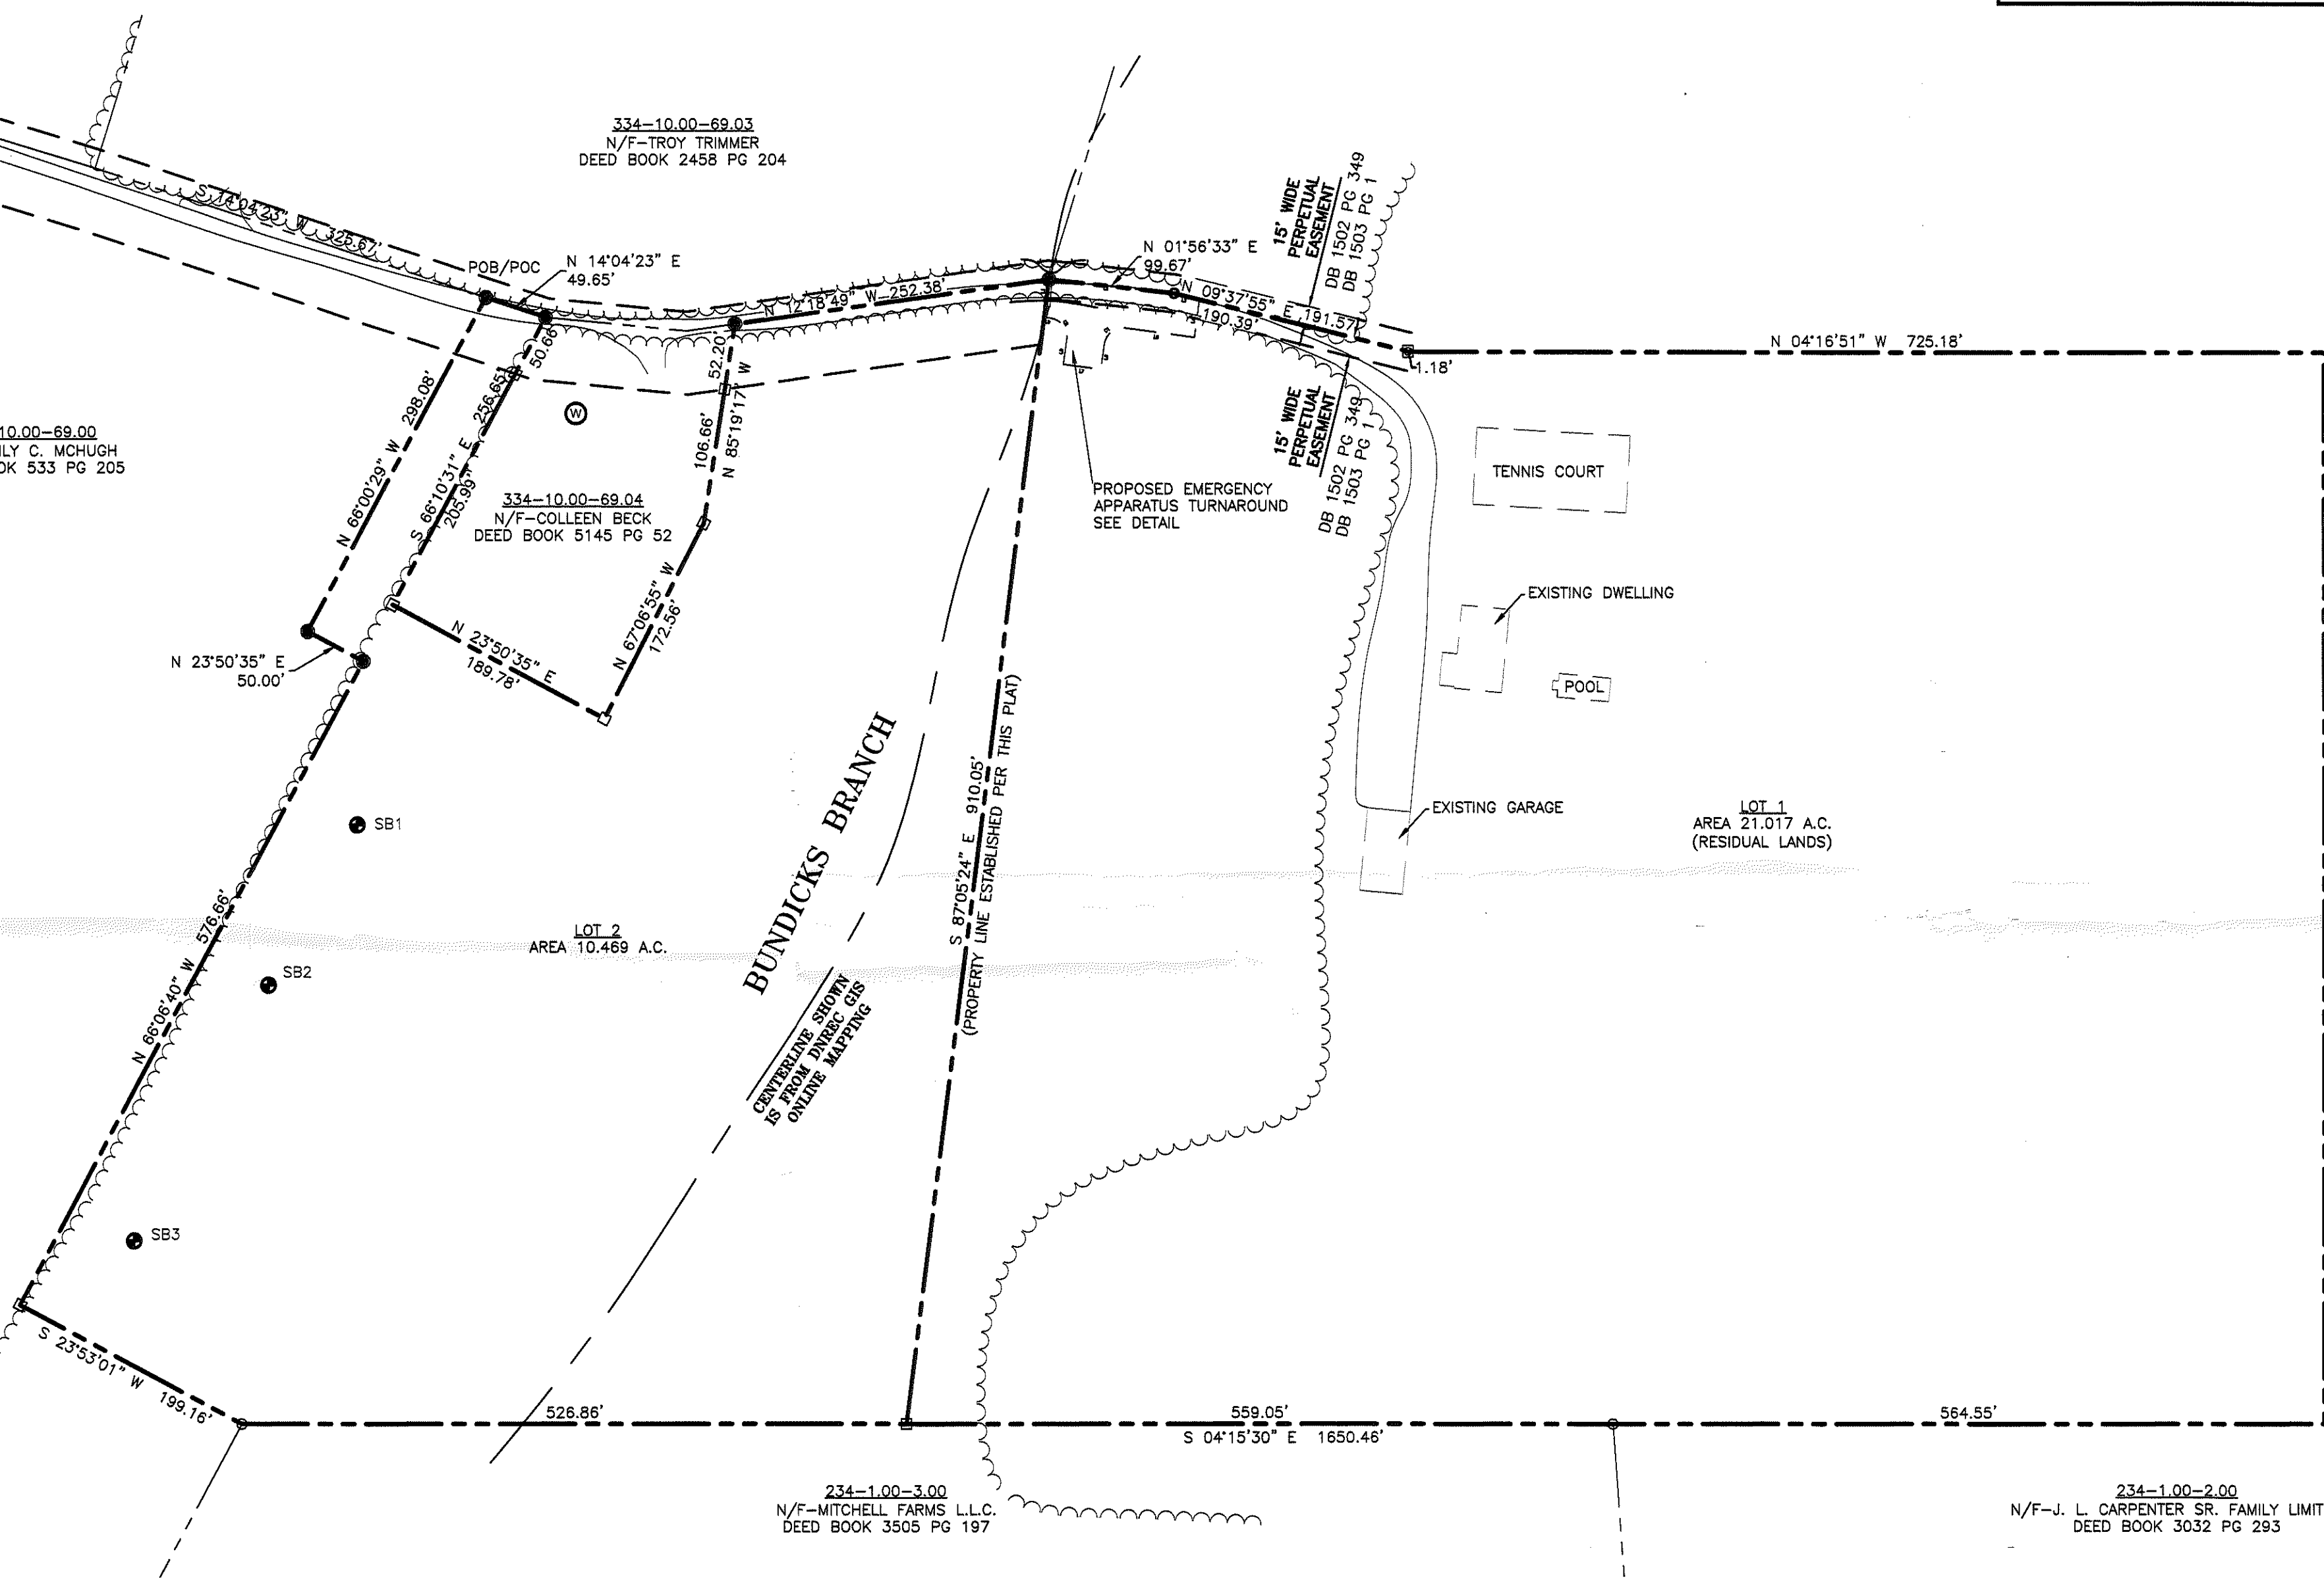 334-10.00-69.03
N/F-TROY TRIMMER
DEED BOOK 2458 PG 204
S 14°04'23" W 325.67'
POB/POC
N 14°04'23" E
49.65'
N 12°18'49" W 252.38'
N 01°56'33" E
99.67'
N 09°37'55" E 191.57'
190.39'
1.18'
15' WIDE
PERPETUAL
EASEMENT
DB 1502 PG 349
DB 1503 PG 1
N 04°16'51" W 725.18'
10.00-69.00
LY C. MCHUGH
OK 533 PG 205
N 66°00'29" W 298.08'
S 66°10'31" E 256.65'
50.66'
205.99'
W
52.20'
106.66'
N 85°19'17" W
334-10.00-69.04
N/F-COLLEEN BECK
DEED BOOK 5145 PG 52
PROPOSED EMERGENCY
APPARATUS TURNAROUND
SEE DETAIL
15' WIDE
PERPETUAL
EASEMENT
DB 1502 PG 349
DB 1503 PG 1
TENNIS COURT
EXISTING DWELLING
POOL
N 67°06'55" W
172.56'
N 23°50'35" E
189.78'
N 23°50'35" E
50.00'
SB1
SB2
SB3
N 66°06'40" W 576.66'
LOT 2
AREA 10.469 A.C.
BUNDICKS BRANCH
CENTERLINE SHOWN
IS FROM DNREC GIS
ONLINE MAPPING
S 87°05'24" E 910.05'
(PROPERTY LINE ESTABLISHED PER THIS PLAT)
EXISTING GARAGE
LOT 1
AREA 21.017 A.C.
(RESIDUAL LANDS)
S 23°53'01" W 199.16'
526.86'
559.05'
S 04°15'30" E 1650.46'
564.55'
234-1.00-3.00
N/F-MITCHELL FARMS L.L.C.
DEED BOOK 3505 PG 197
234-1.00-2.00
N/F-J. L. CARPENTER SR. FAMILY LIMIT
DEED BOOK 3032 PG 293